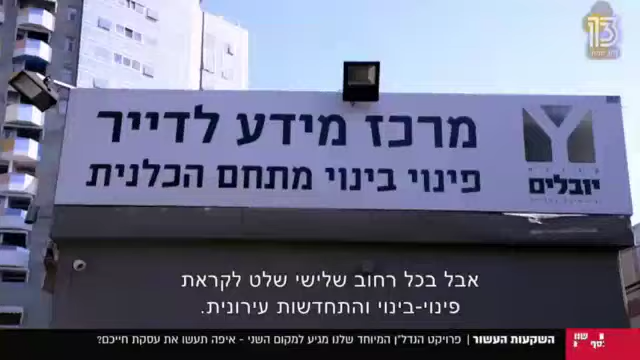 13
מרכז מידע לדייר
פינוי בינוי מתחם הכלנית
יובלים
אבל בכל רחוב שלישי שלט לקראת
פינוי-בינוי והתחדשות עירונית.
השקעות העשור | פרויקט הנדל"ן המיוחד שלנו מגיע למקום השני - איפה תעשו את עסקת חייכם?